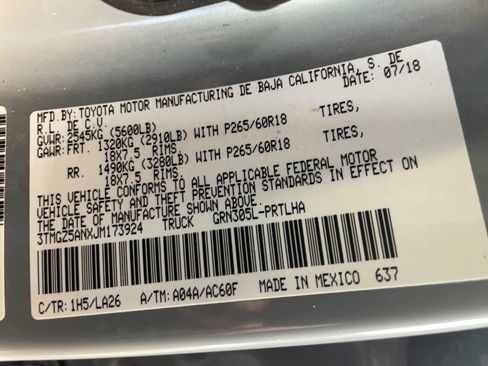 MFD.BY: TOYOTA MOTOR MANUFACTURING DE BAJA CALIFORNIA, S. DE
R.L. DE C.V. DATE: 07/18
GVWR: 2545KG (5600LB)
GAWR: FRT. 1320KG (2910LB) WITH P265/60R18 TIRES,
18X7.5 RIMS.
RR. 1490KG (3280LB) WITH P265/60R18 TIRES,
18X7.5 RIMS.
THIS VEHICLE CONFORMS TO ALL APPLICABLE FEDERAL MOTOR
VEHICLE SAFETY AND THEFT PREVENTION STANDARDS IN EFFECT ON
THE DATE OF MANUFACTURE SHOWN ABOVE.
3TMGZ5ANXJM173924 TRUCK GRN305L-PRTLHA
C/TR: 1H5/LA26 A/TM: A04A/AC60F MADE IN MEXICO 637